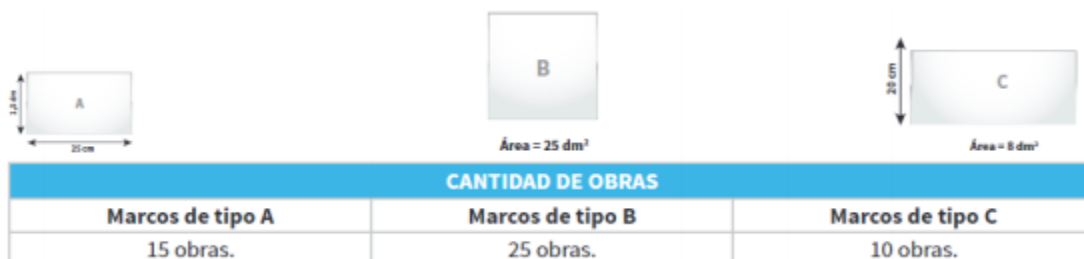 B
20 cm
C
A
25 cm
Área = 25 dm²
Área = 8 dm²
CANTIDAD DE OBRAS
Marcos de tipo A Marcos de tipo B Marcos de tipo C
15 obras. 25 obras. 10 obras.